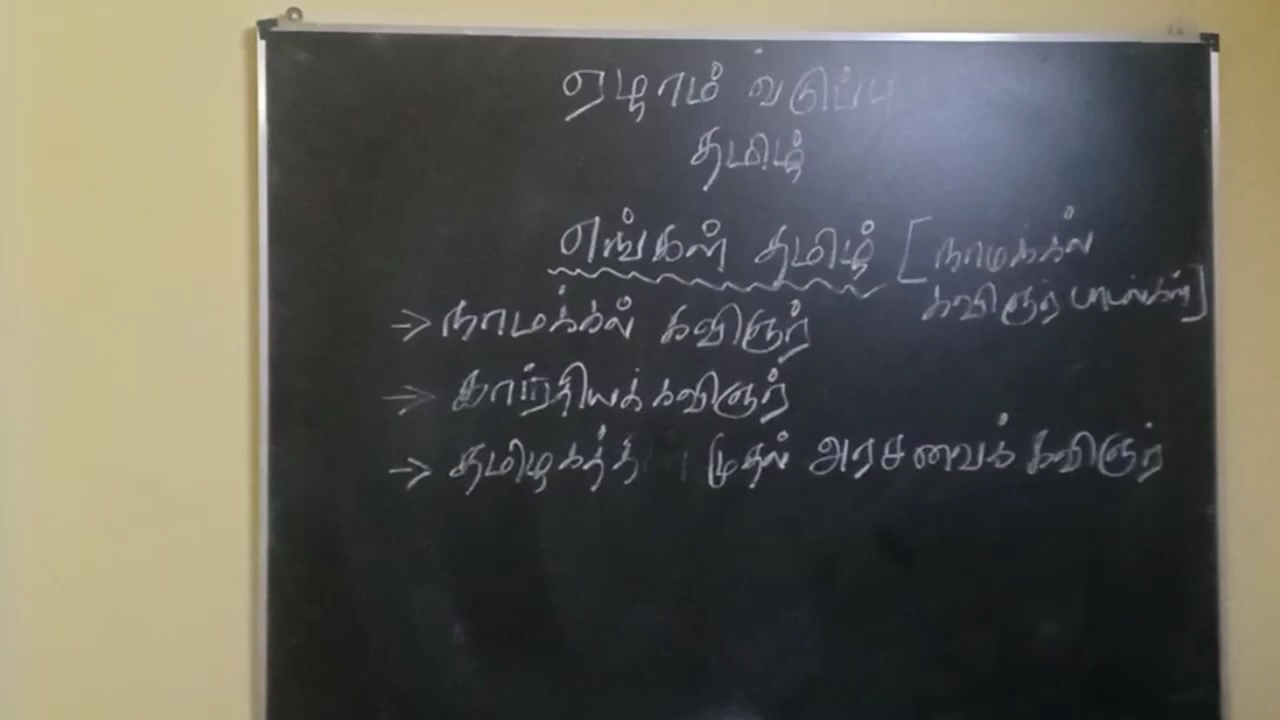 ஏழாம் வகுப்பு
தமிழ்
எங்கள் தமிழ் [நாமக்கல்
கவிஞர் பாடல்கள்]
→ நாமக்கல் கவிஞர்
→ காந்தியக் கவிஞர்
→ தமிழகத்தின் முதல் அரசவைக் கவிஞர்